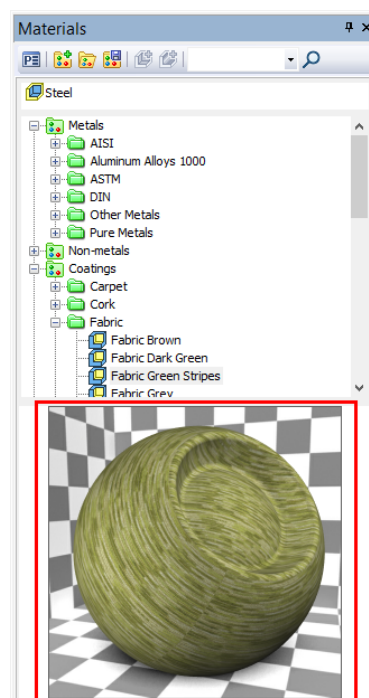 Materials
PE
Steel
Metals
AISI
Aluminum Alloys 1000
ASTM
DIN
Other Metals
Pure Metals
Non-metals
Coatings
Carpet
Cork
Fabric
Fabric Brown
Fabric Dark Green
Fabric Green Stripes
Fabric Grey